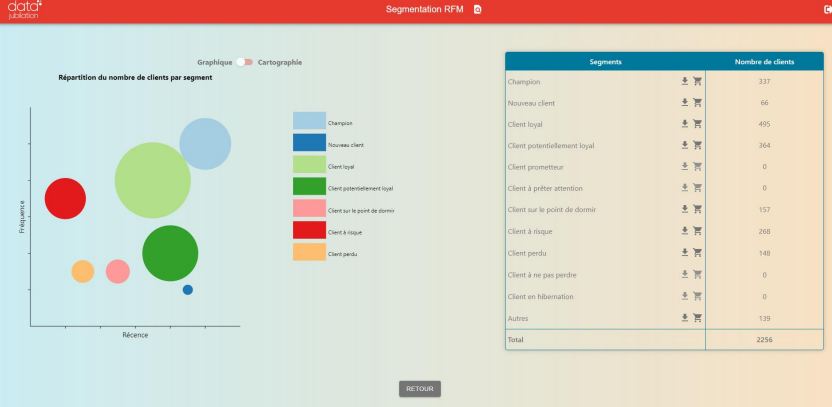 data
jubilation
Segmentation RFM
Graphique Cartographie
Répartition du nombre de clients par segment
Fréquence
Récence
Champion
Nouveau client
Client loyal
Client potentiellement loyal
Client sur le point de dormir
Client à risque
Client perdu
Segments Nombre de clients
Champion 337
Nouveau client 66
Client loyal 495
Client potentiellement loyal 364
Client prometteur 0
Client à prêter attention 0
Client sur le point de dormir 157
Client à risque 268
Client perdu 148
Client à ne pas perdre 0
Client en hibernation 0
Autres 139
Total 2256
RETOUR